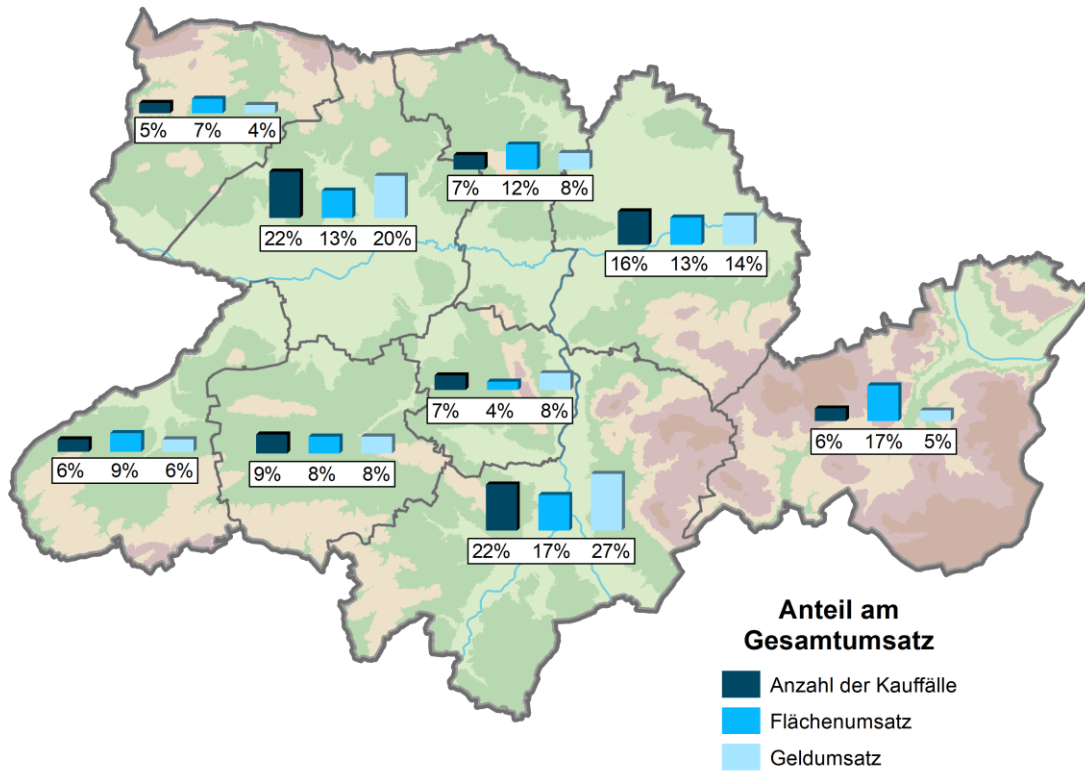 5% 7% 4%
7% 12% 8%
22% 13% 20%
16% 13% 14%
7% 4% 8%
6% 17% 5%
6% 9% 6%
9% 8% 8%
22% 17% 27%
Anteil am
Gesamtumsatz
Anzahl der Kauffälle
Flächenumsatz
Geldumsatz